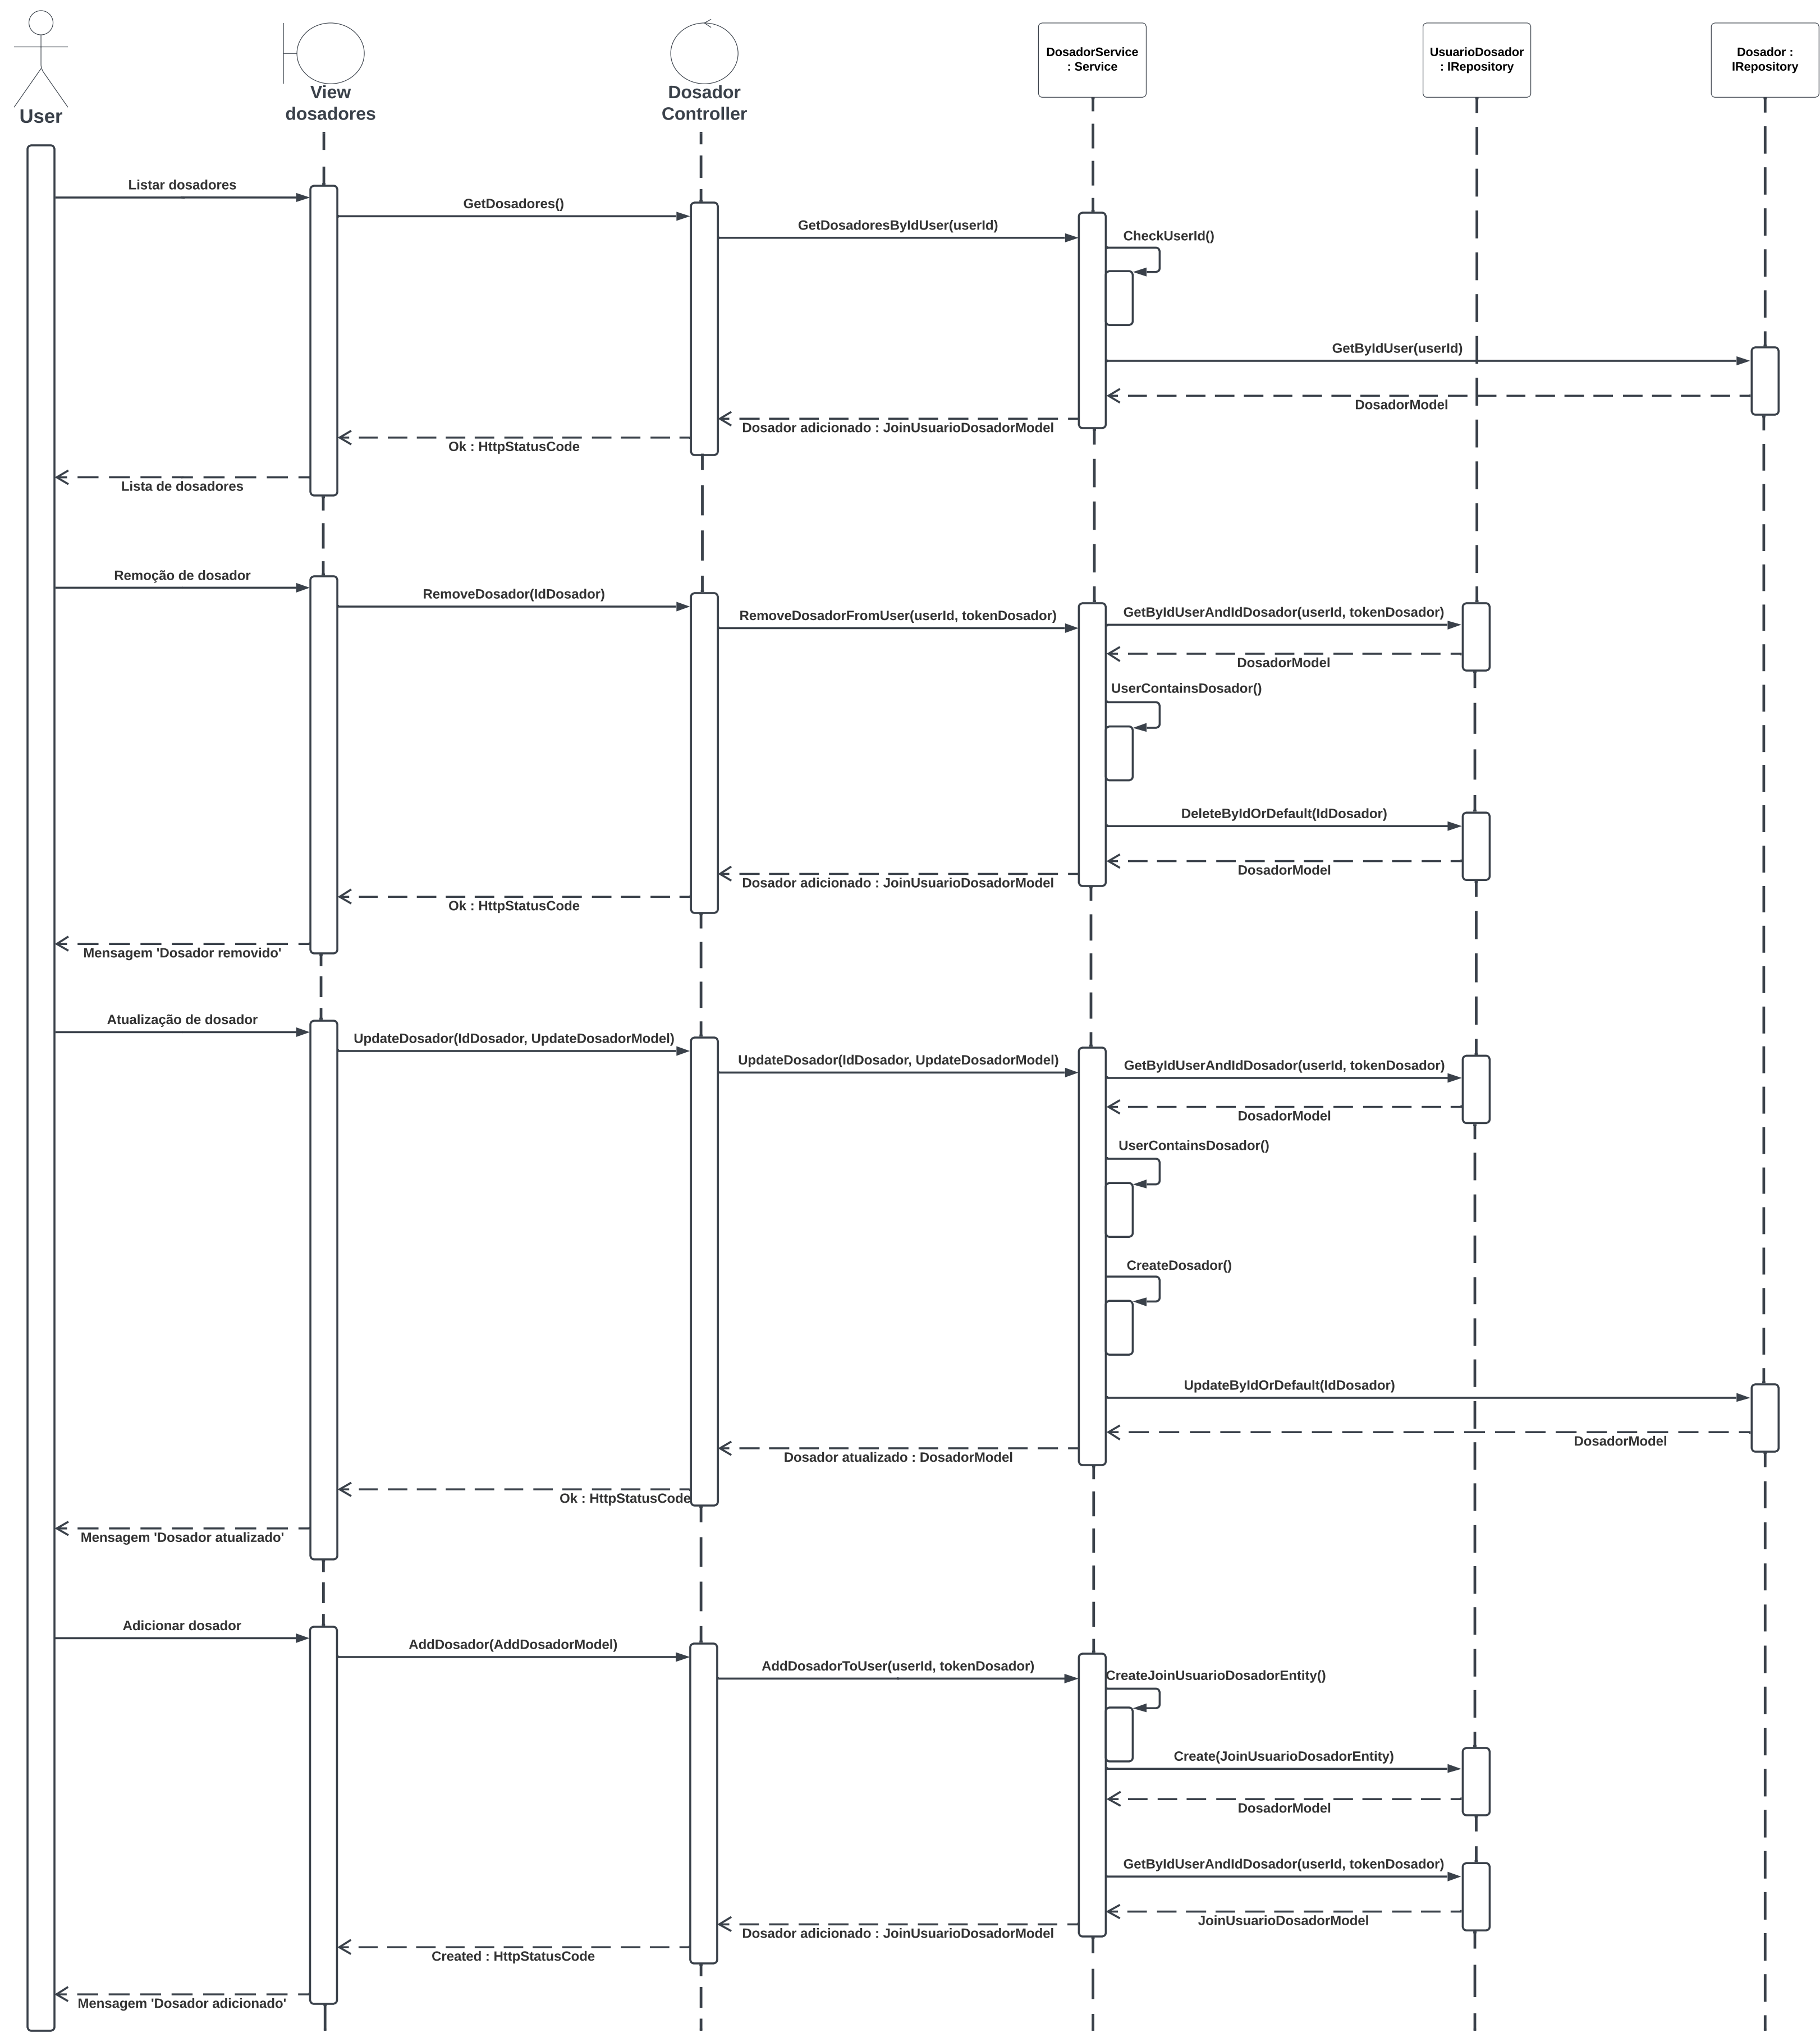 User
View
dosadores
Dosador
Controller
DosadorService
: Service
UsuarioDosador
: IRepository
Dosador :
IRepository
Listar dosadores
GetDosadores()
GetDosadoresByIdUser(userId)
CheckUserId()
GetByIdUser(userId)
DosadorModel
Dosador adicionado : JoinUsuarioDosadorModel
Ok : HttpStatusCode
Lista de dosadores
Remoção de dosador
RemoveDosador(IdDosador)
RemoveDosadorFromUser(userId, tokenDosador)
GetByIdUserAndIdDosador(userId, tokenDosador)
DosadorModel
UserContainsDosador()
DeleteByIdOrDefault(IdDosador)
DosadorModel
Dosador adicionado : JoinUsuarioDosadorModel
Ok : HttpStatusCode
Mensagem 'Dosador removido'
Atualização de dosador
UpdateDosador(IdDosador, UpdateDosadorModel)
UpdateDosador(IdDosador, UpdateDosadorModel)
GetByIdUserAndIdDosador(userId, tokenDosador)
DosadorModel
UserContainsDosador()
CreateDosador()
UpdateByIdOrDefault(IdDosador)
DosadorModel
Dosador atualizado : DosadorModel
Ok : HttpStatusCode
Mensagem 'Dosador atualizado'
Adicionar dosador
AddDosador(AddDosadorModel)
AddDosadorToUser(userId, tokenDosador)
CreateJoinUsuarioDosadorEntity()
Create(JoinUsuarioDosadorEntity)
DosadorModel
GetByIdUserAndIdDosador(userId, tokenDosador)
JoinUsuarioDosadorModel
Dosador adicionado : JoinUsuarioDosadorModel
Created : HttpStatusCode
Mensagem 'Dosador adicionado'